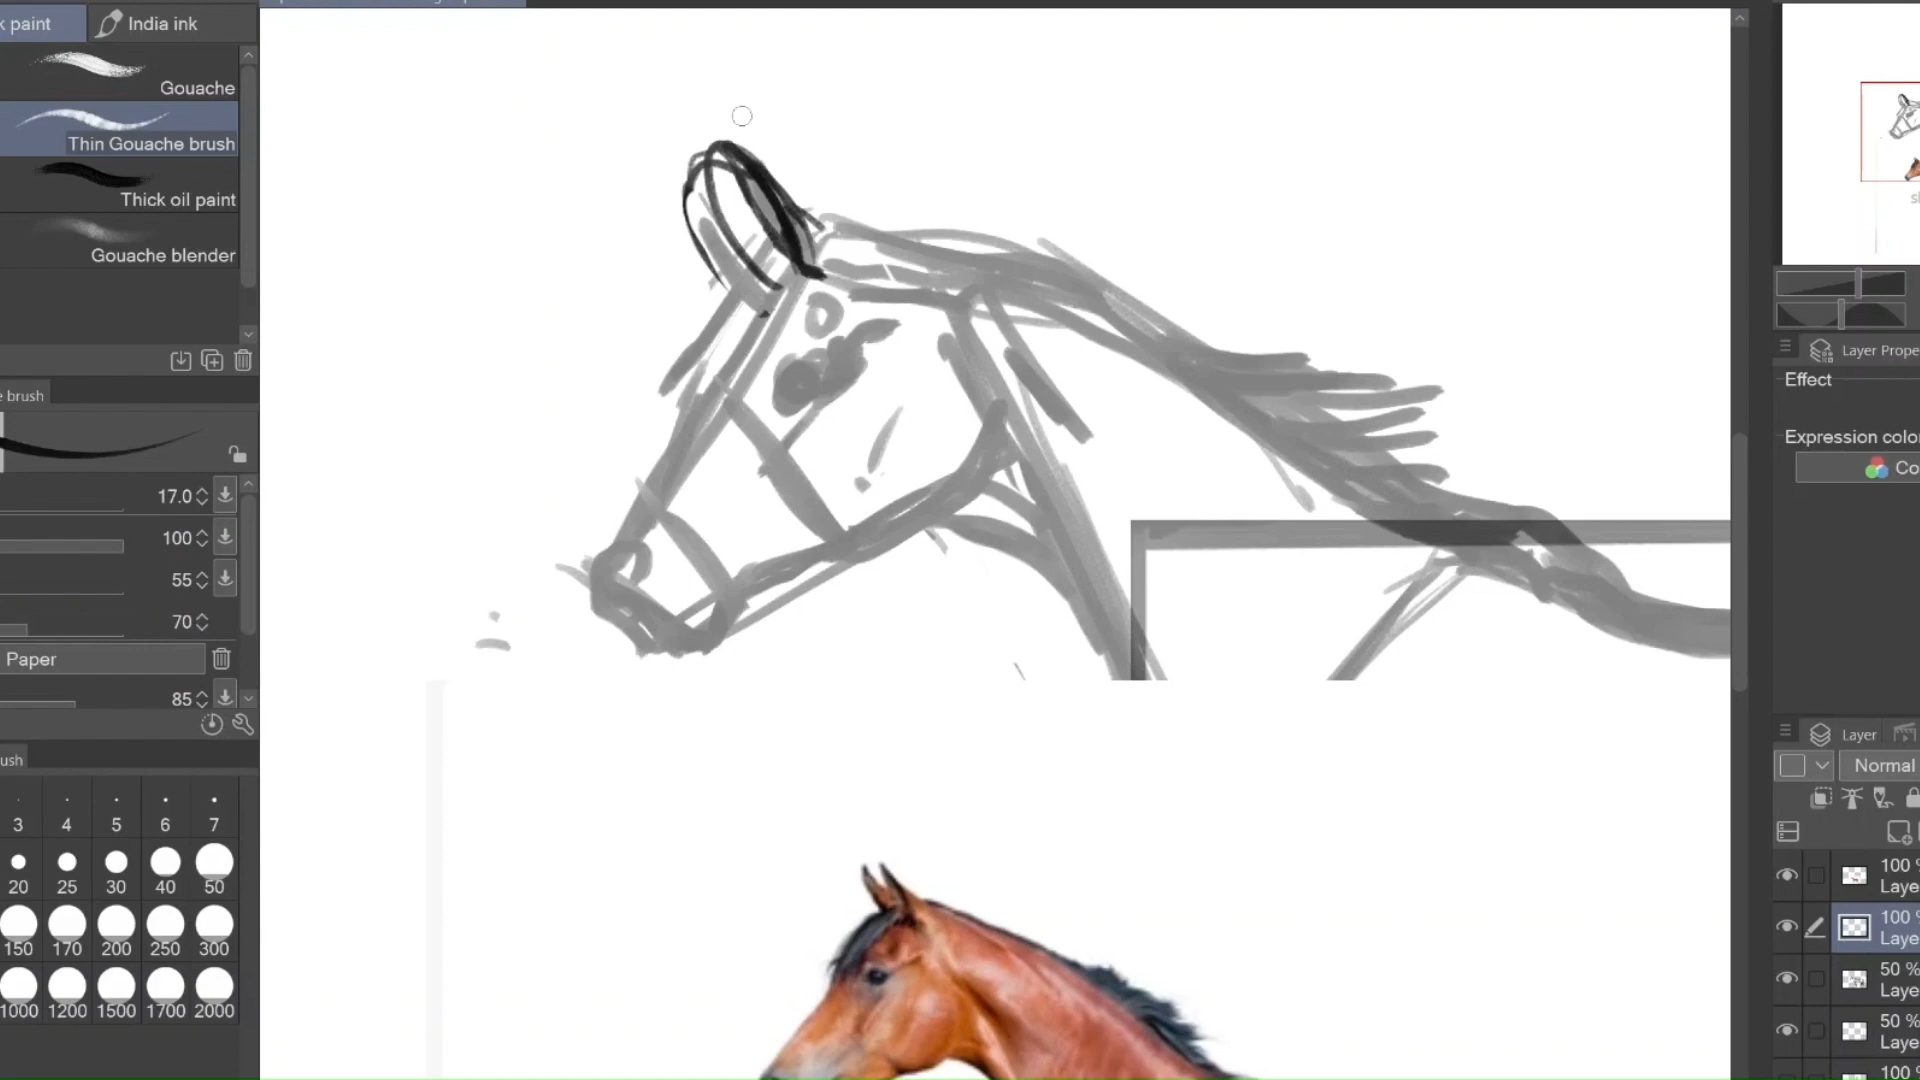 k paint
India ink
Gouache
Thin Gouache brush
Thick oil paint
Gouache blender
e brush
17.0
100
55
70
Paper
85
ush
3 4 5 6 7
20 25 30 40 50
150 170 200 250 300
1000 1200 1500 1700 2000
Layer Prope
Effect
Expression colo
Co
Layer
Normal
100 %
Laye
100 %
Laye
50 %
Laye
50 %
Laye
100